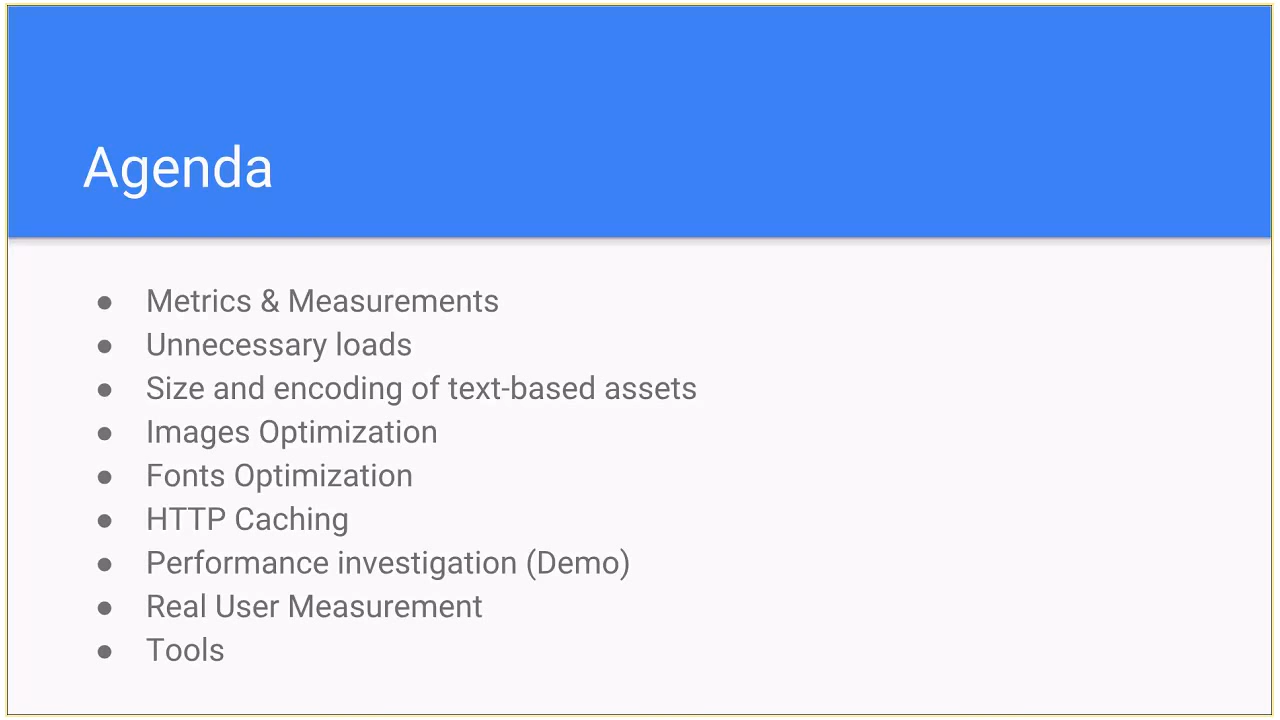 Agenda
● Metrics & Measurements
● Unnecessary loads
● Size and encoding of text-based assets
● Images Optimization
● Fonts Optimization
● HTTP Caching
● Performance investigation (Demo)
● Real User Measurement
● Tools